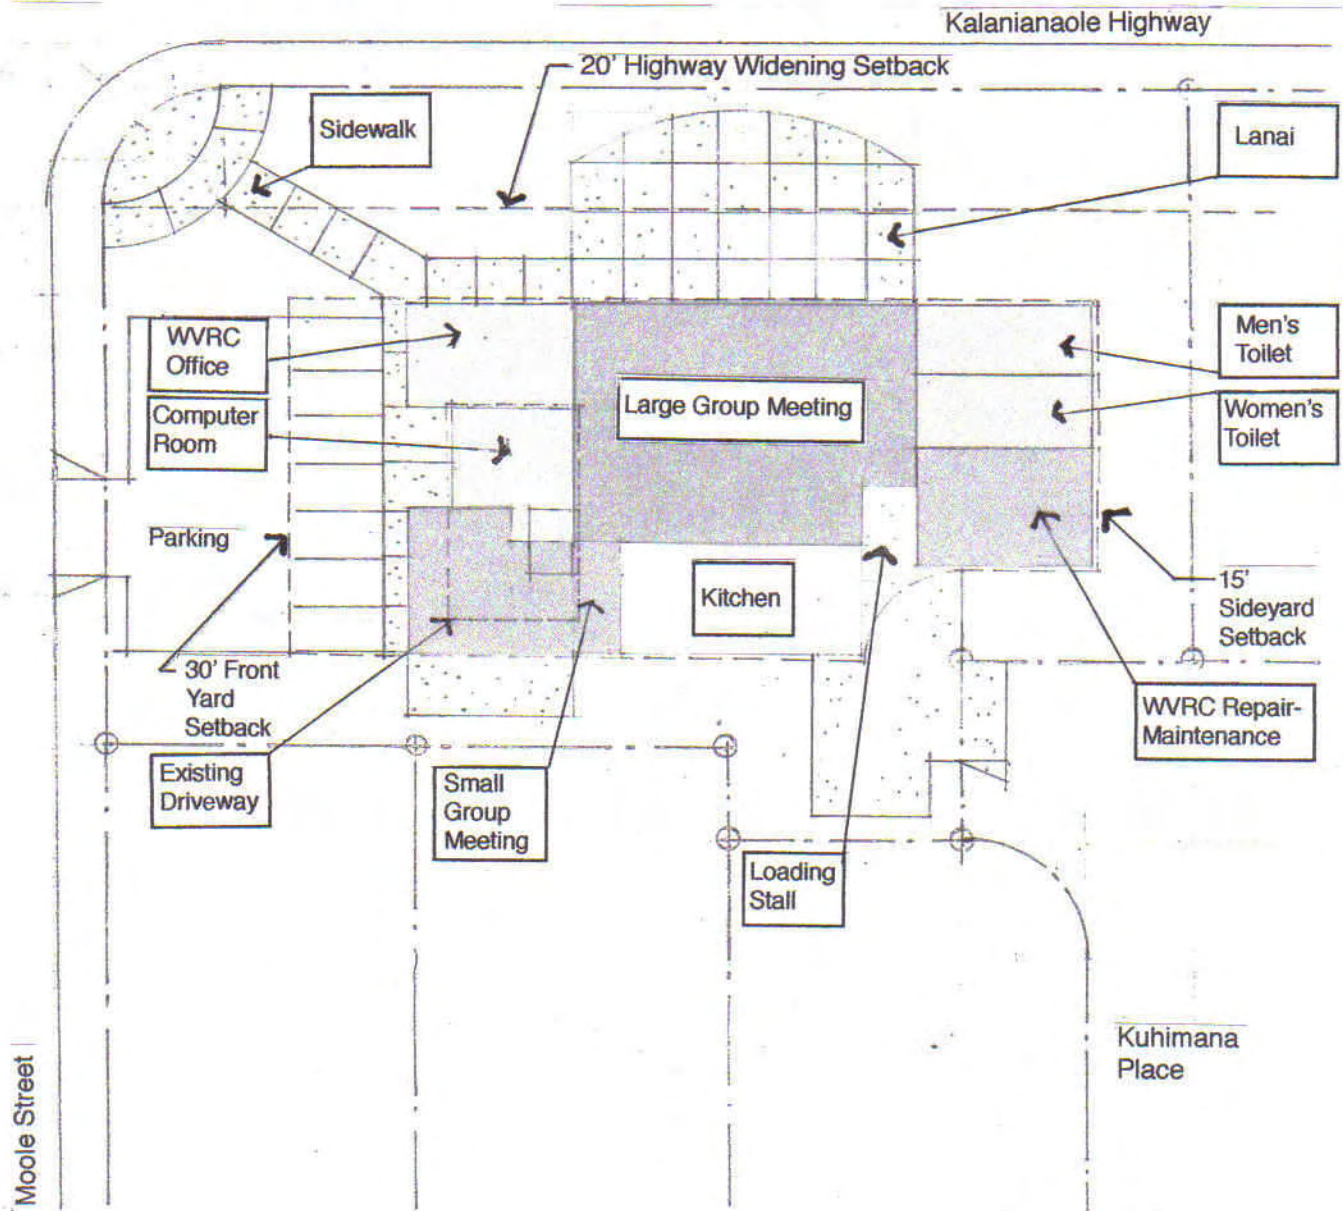 Kalanianaole Highway
20' Highway Widening Setback
Sidewalk
Lanai
WVRC
Office
Large Group Meeting
Men's
Toilet
Computer
Room
Women's
Toilet
Parking
Kitchen
15'
Sideyard
Setback
30' Front
Yard
Setback
WVRC Repair-
Maintenance
Existing
Driveway
Small
Group
Meeting
Loading
Stall
Kuhimana
Place
Moole Street